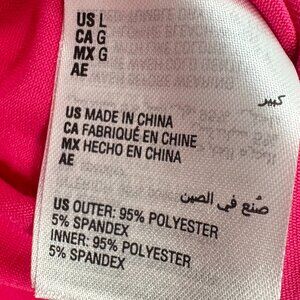 US L
CA G
MX G
AE
كبير
US MADE IN CHINA
CA FABRIQUÉ EN CHINE
MX HECHO EN CHINA
AE
صُنع في الصين
US OUTER: 95% POLYESTER
5% SPANDEX
INNER: 95% POLYESTER
5% SPANDEX